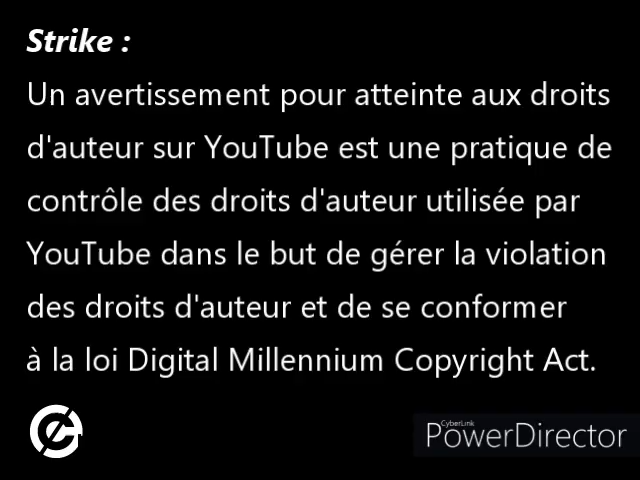 Strike :
Un avertissement pour atteinte aux droits
d'auteur sur YouTube est une pratique de
contrôle des droits d'auteur utilisée par
YouTube dans le but de gérer la violation
des droits d'auteur et de se conformer
à la loi Digital Millennium Copyright Act.
CyberLink
PowerDirector